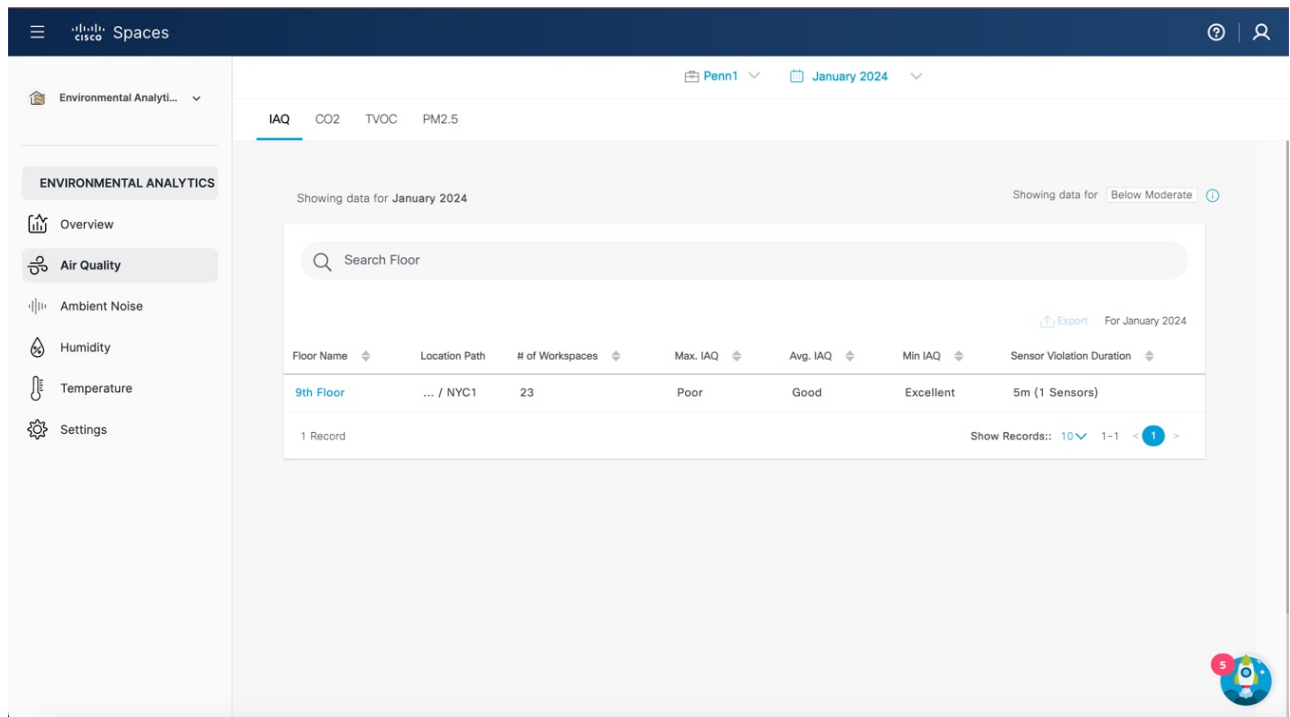 cisco Spaces
Penn1 January 2024
Environmental Analyti...
IAQ CO2 TVOC PM2.5
ENVIRONMENTAL ANALYTICS
Overview
Air Quality
Ambient Noise
Humidity
Temperature
Settings
Showing data for January 2024
Showing data for Below Moderate
Search Floor
Export For January 2024
Floor Name Location Path # of Workspaces Max. IAQ Avg. IAQ Min IAQ Sensor Violation Duration
9th Floor ... / NYC1 23 Poor Good Excellent 5m (1 Sensors)
1 Record Show Records:: 10 1-1 < 1 >
5